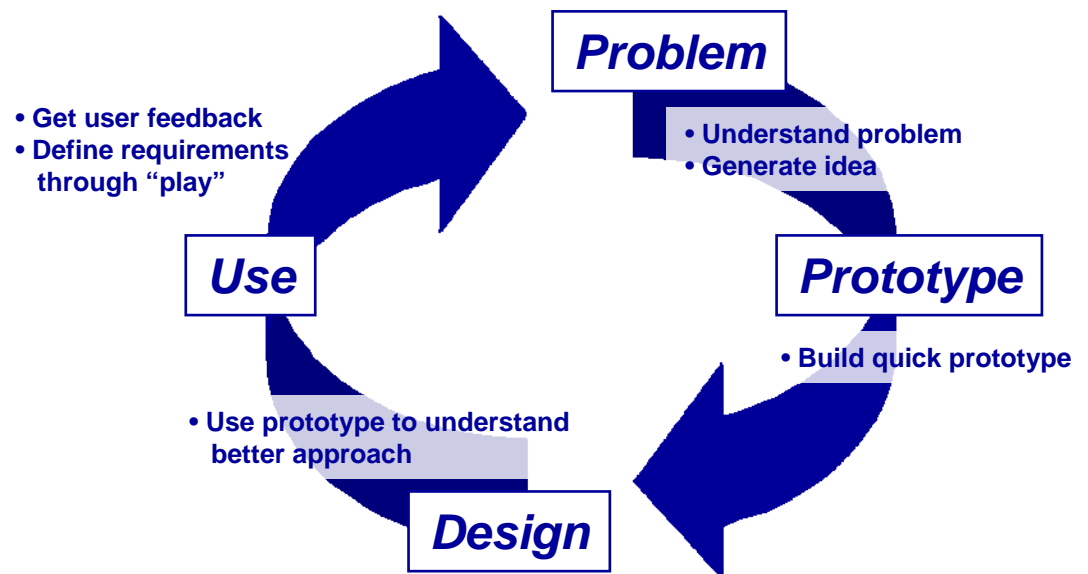 Problem
• Understand problem
• Generate idea
Prototype
• Build quick prototype
Design
• Use prototype to understand
better approach
Use
• Get user feedback
• Define requirements
through “play”